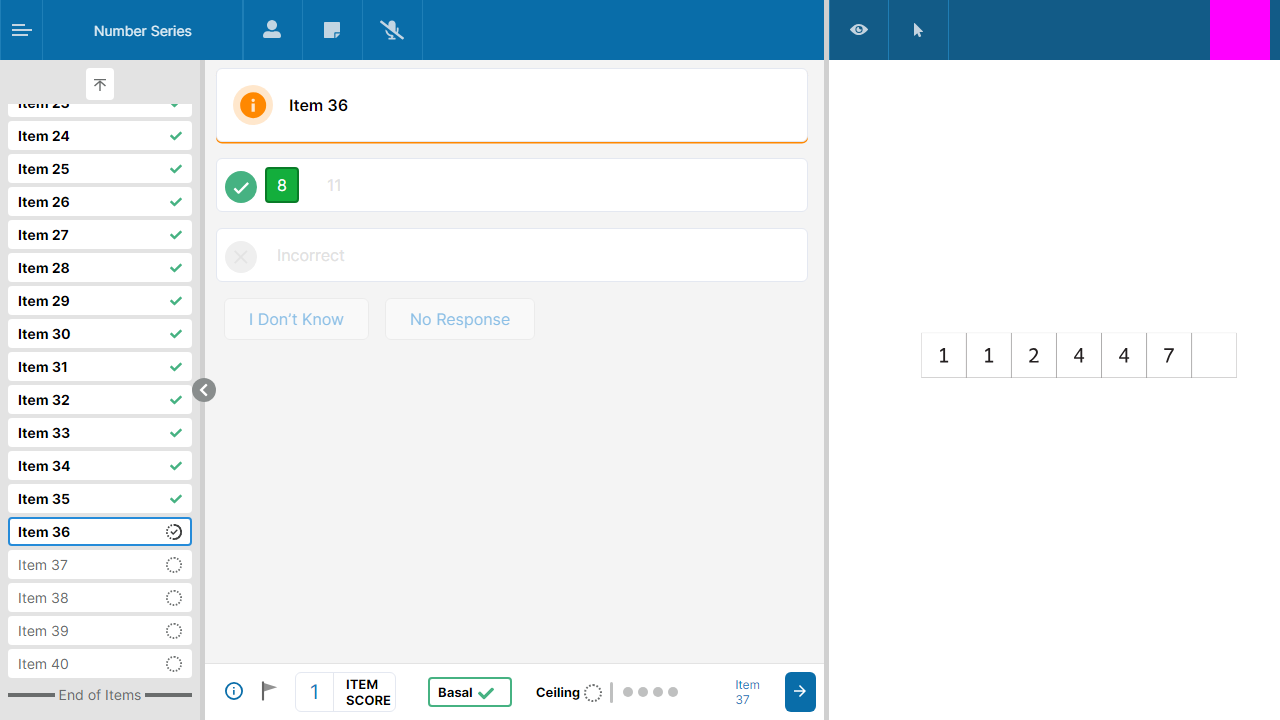 Number Series
Item 23
Item 24
Item 25
Item 26
Item 27
Item 28
Item 29
Item 30
Item 31
Item 32
Item 33
Item 34
Item 35
Item 36
Item 37
Item 38
Item 39
Item 40
End of Items
Item 36
8 11
Incorrect
I Don't Know No Response
1 ITEM SCORE
Basal
Ceiling
Item 37
1 1 2 4 4 7